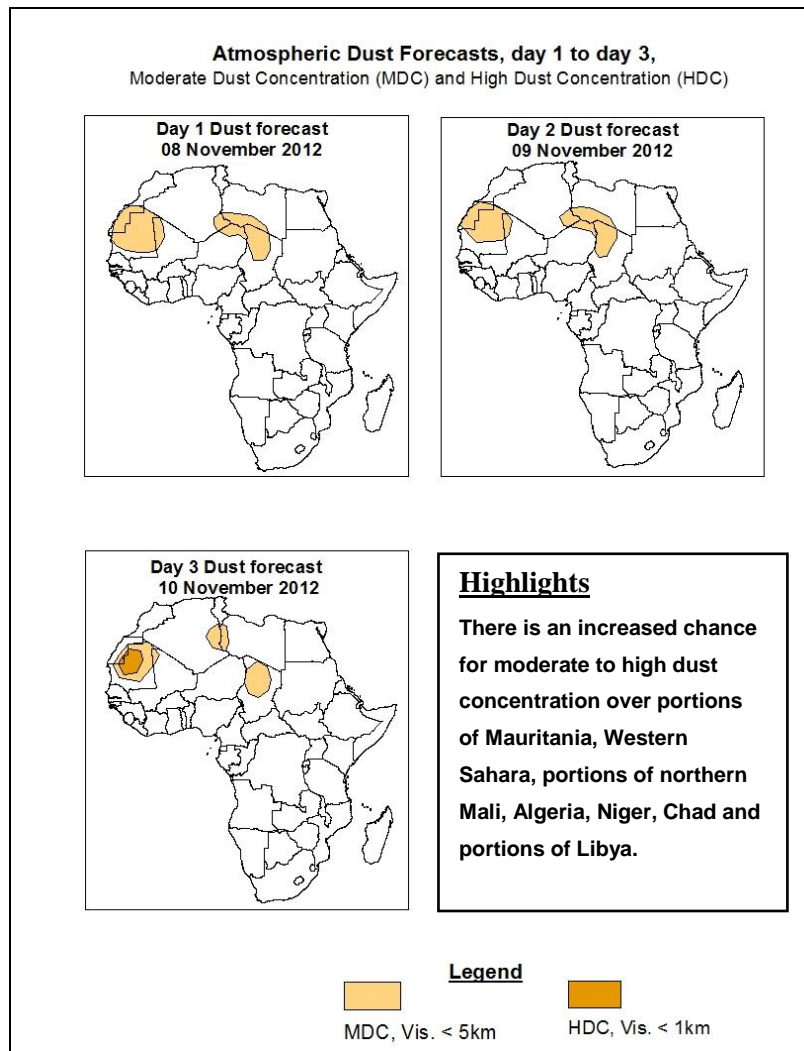 Atmospheric Dust Forecasts, day 1 to day 3,
Moderate Dust Concentration (MDC) and High Dust Concentration (HDC)
Day 1 Dust forecast
08 November 2012
Day 2 Dust forecast
09 November 2012
Day 3 Dust forecast
10 November 2012
Highlights
There is an increased chance
for moderate to high dust
concentration over portions
of Mauritania, Western
Sahara, portions of northern
Mali, Algeria, Niger, Chad and
portions of Libya.
Legend
MDC, Vis. < 5km
HDC, Vis. < 1km